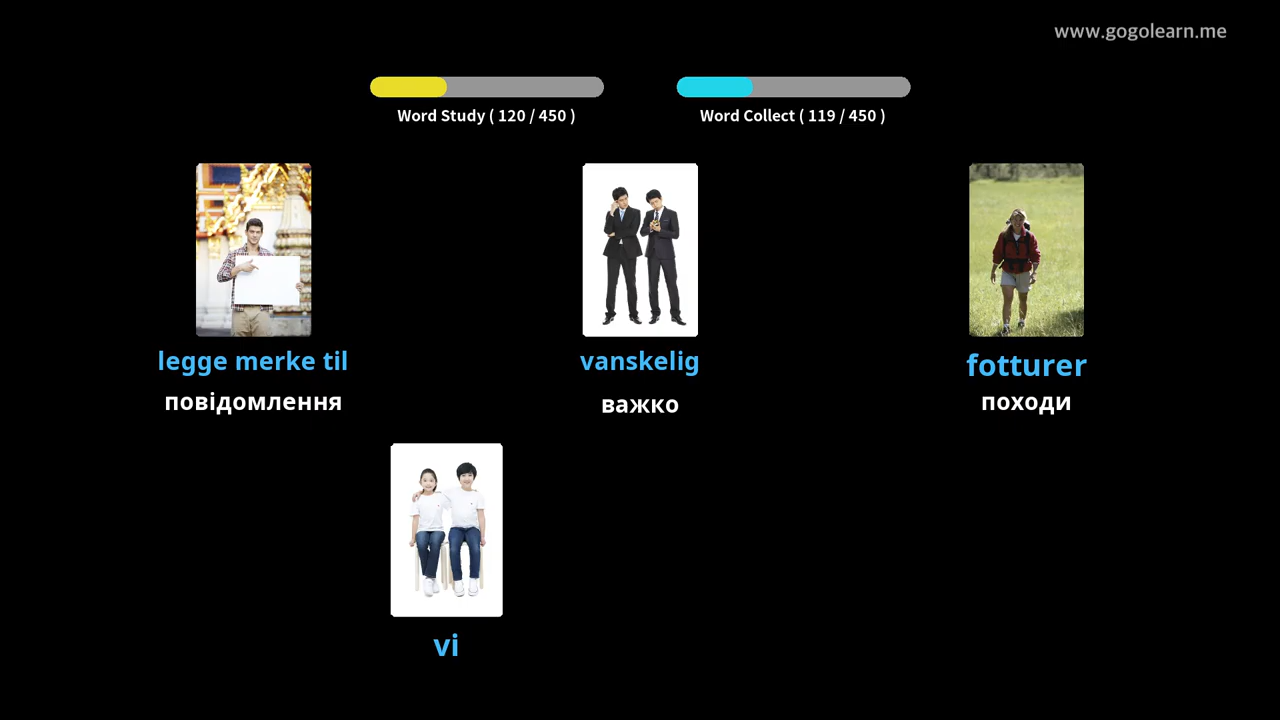 www.gogolearn.me
Word Study ( 120 / 450 )
Word Collect ( 119 / 450 )
legge merke til
vanskelig
fotturer
повідомлення
важко
походи
vi